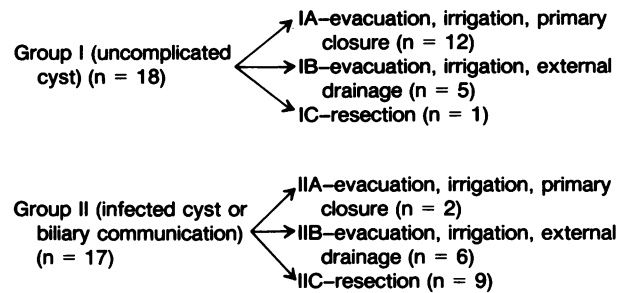 Group I (uncomplicated
cyst) (n = 18)
IA–evacuation, irrigation, primary
closure (n = 12)
IB–evacuation, irrigation, external
drainage (n = 5)
IC–resection (n = 1)
Group II (infected cyst or
biliary communication)
(n = 17)
IIA–evacuation, irrigation, primary
closure (n = 2)
IIB–evacuation, irrigation, external
drainage (n = 6)
IIC–resection (n = 9)